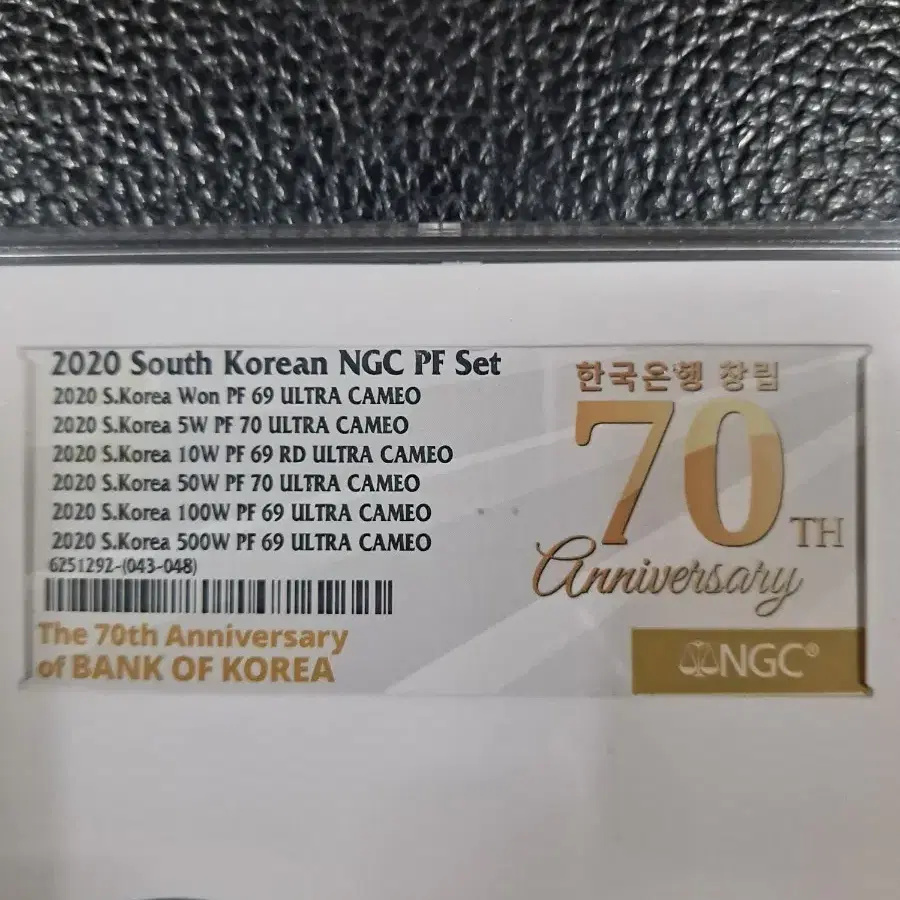 2020 South Korean NGC PF Set
2020 S.Korea Won PF 69 ULTRA CAMEO
2020 S.Korea 5W PF 70 ULTRA CAMEO
2020 S.Korea 10W PF 69 RD ULTRA CAMEO
2020 S.Korea 50W PF 70 ULTRA CAMEO
2020 S.Korea 100W PF 69 ULTRA CAMEO
2020 S.Korea 500W PF 69 ULTRA CAMEO
6251292-(043-048)
The 70th Anniversary
of BANK OF KOREA
한국은행 창립
70TH
Anniversary
NGC®